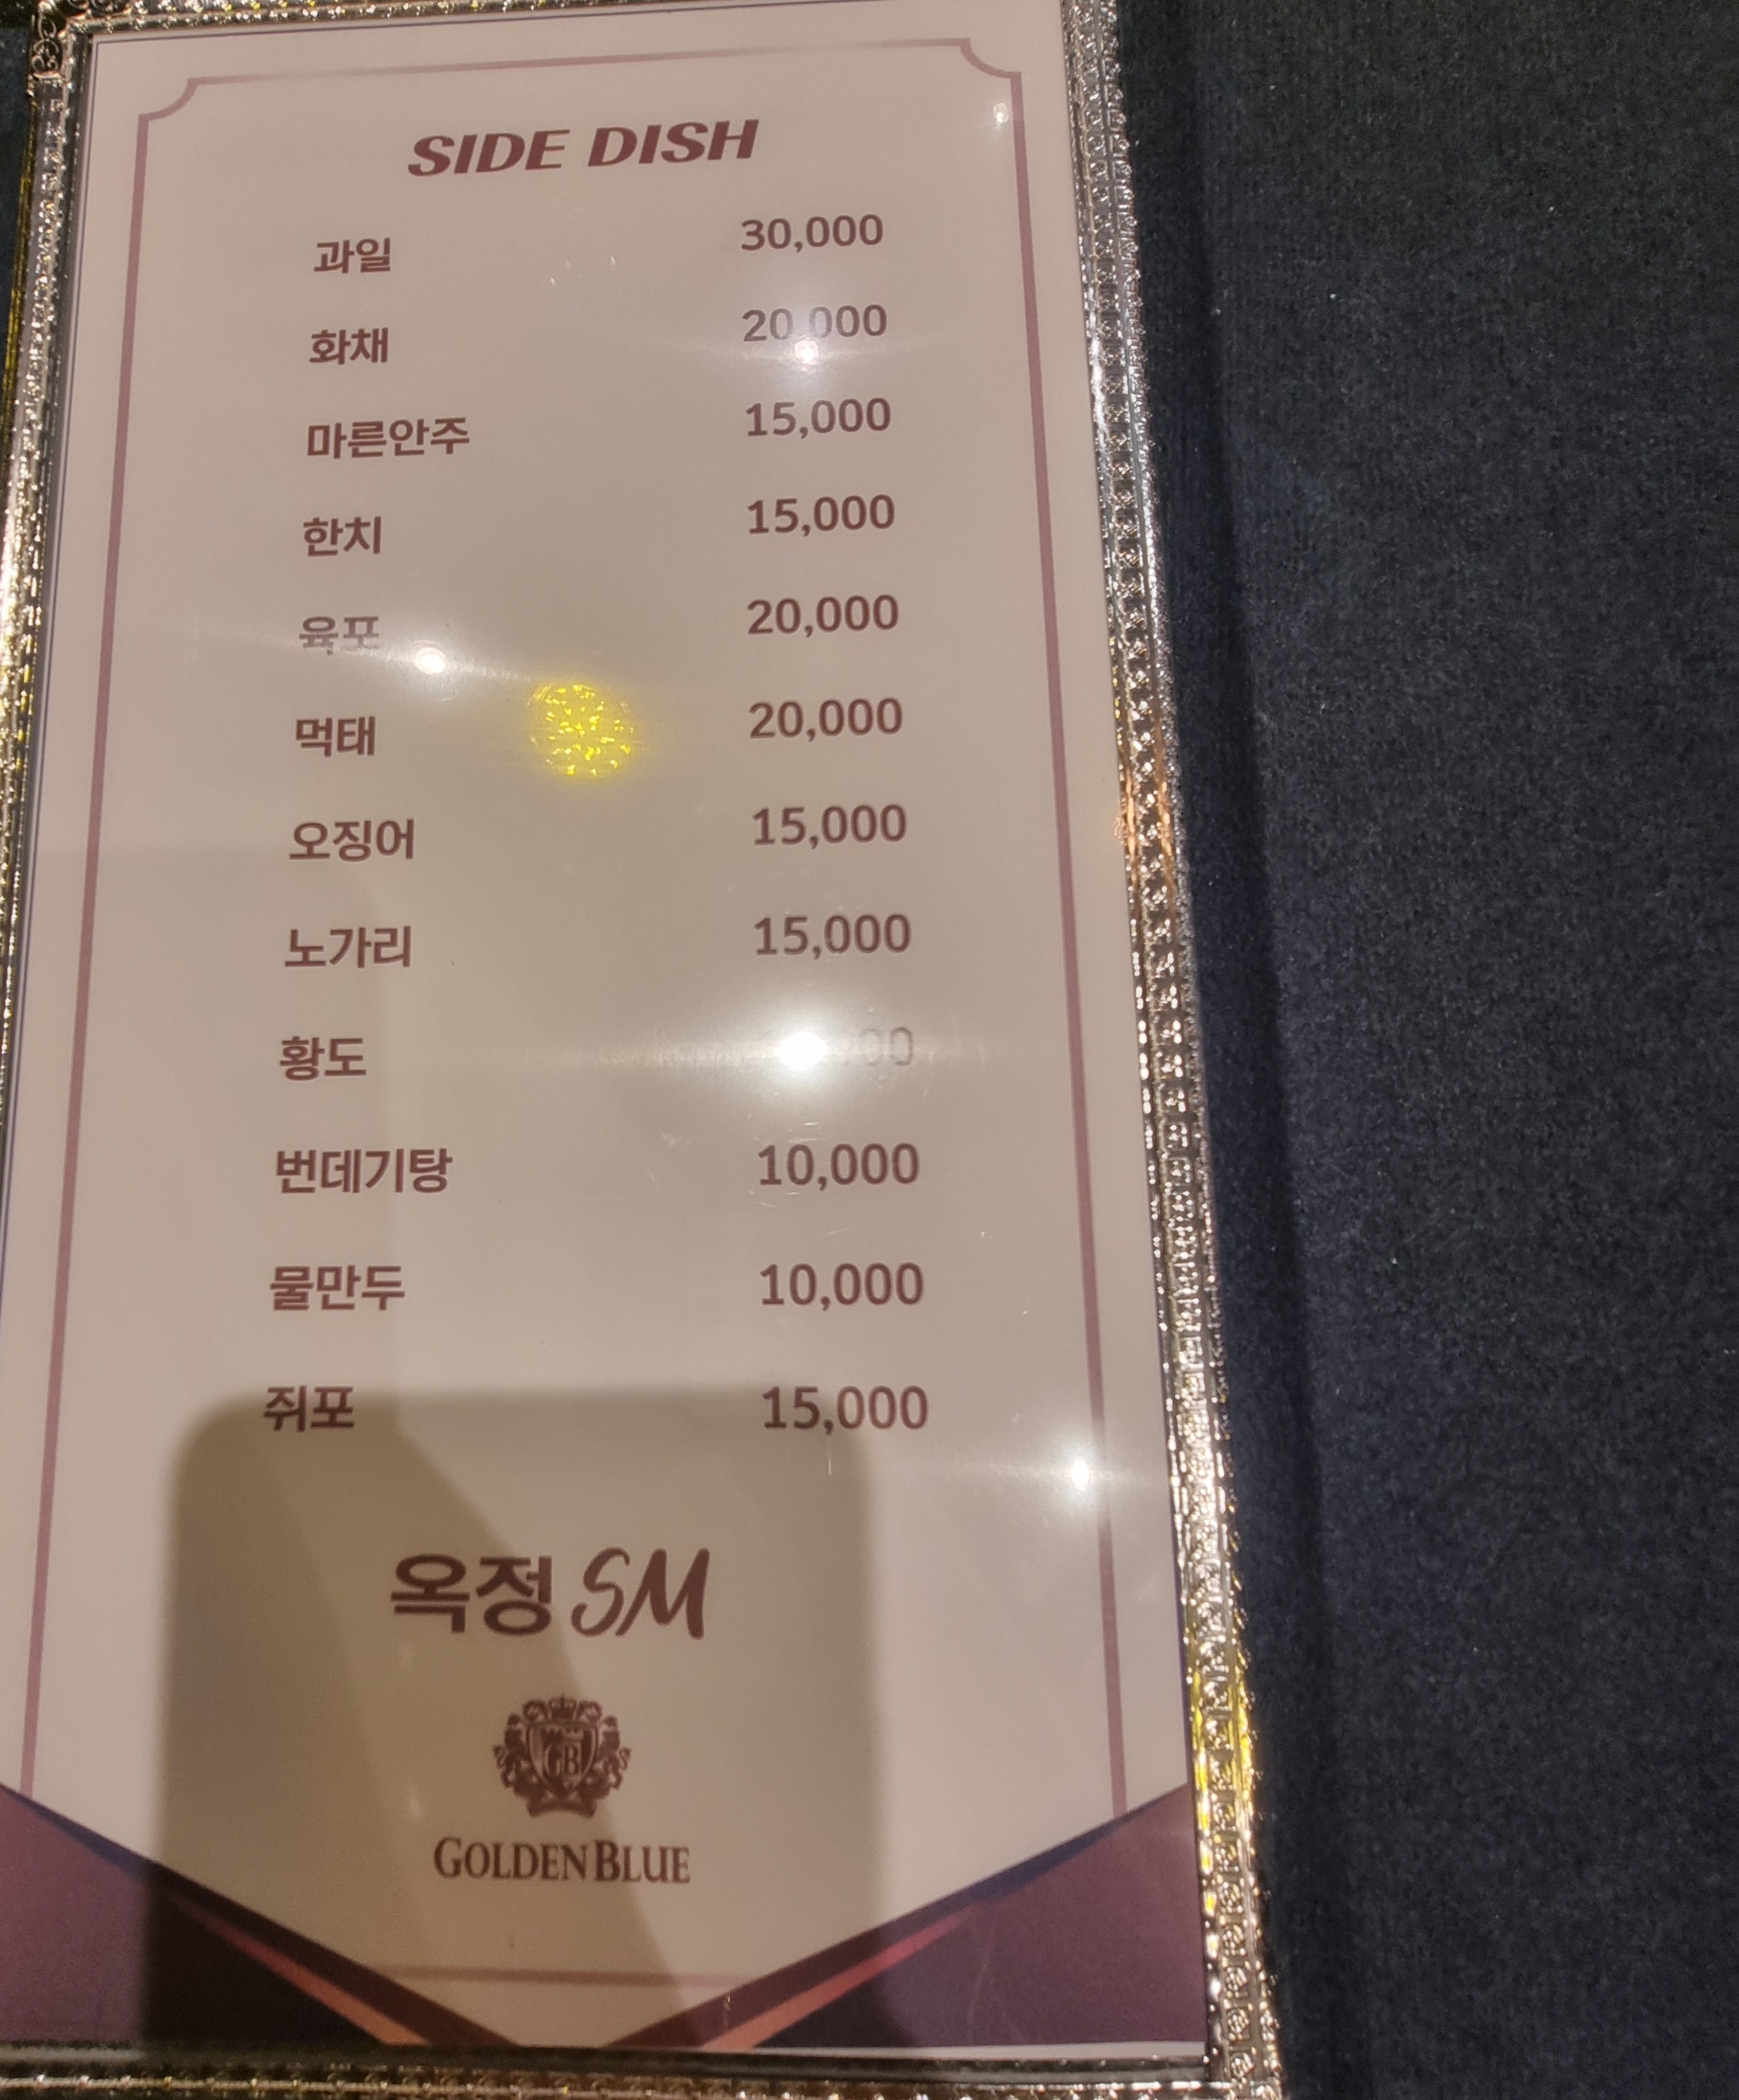 SIDE DISH
과일 30,000
화채 20,000
마른안주 15,000
한치 15,000
육포 20,000
먹태 20,000
오징어 15,000
노가리 15,000
황도
번데기탕 10,000
물만두 10,000
쥐포 15,000
옥정 SM
GB
GOLDEN BLUE